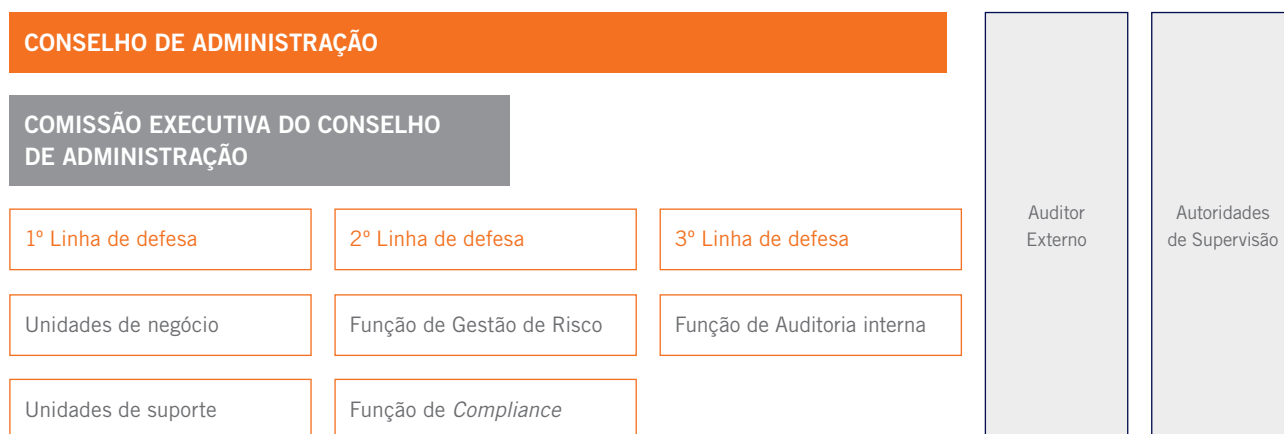 CONSELHO DE ADMINISTRAÇÃO
COMISSÃO EXECUTIVA DO CONSELHO
DE ADMINISTRAÇÃO
1º Linha de defesa
2º Linha de defesa
3º Linha de defesa
Unidades de negócio
Função de Gestão de Risco
Função de Auditoria interna
Unidades de suporte
Função de Compliance
Auditor
Externo
Autoridades
de Supervisão